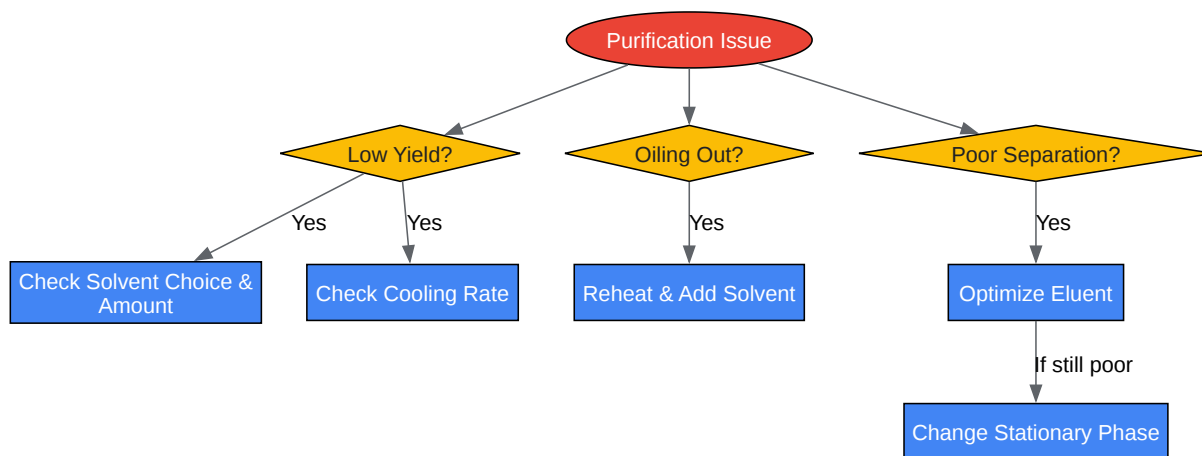 Purification Issue
Low Yield?
Oiling Out?
Poor Separation?
Yes
Yes
Yes
Yes
Check Solvent Choice &
Amount
Check Cooling Rate
Reheat & Add Solvent
Optimize Eluent
If still poor
Change Stationary Phase